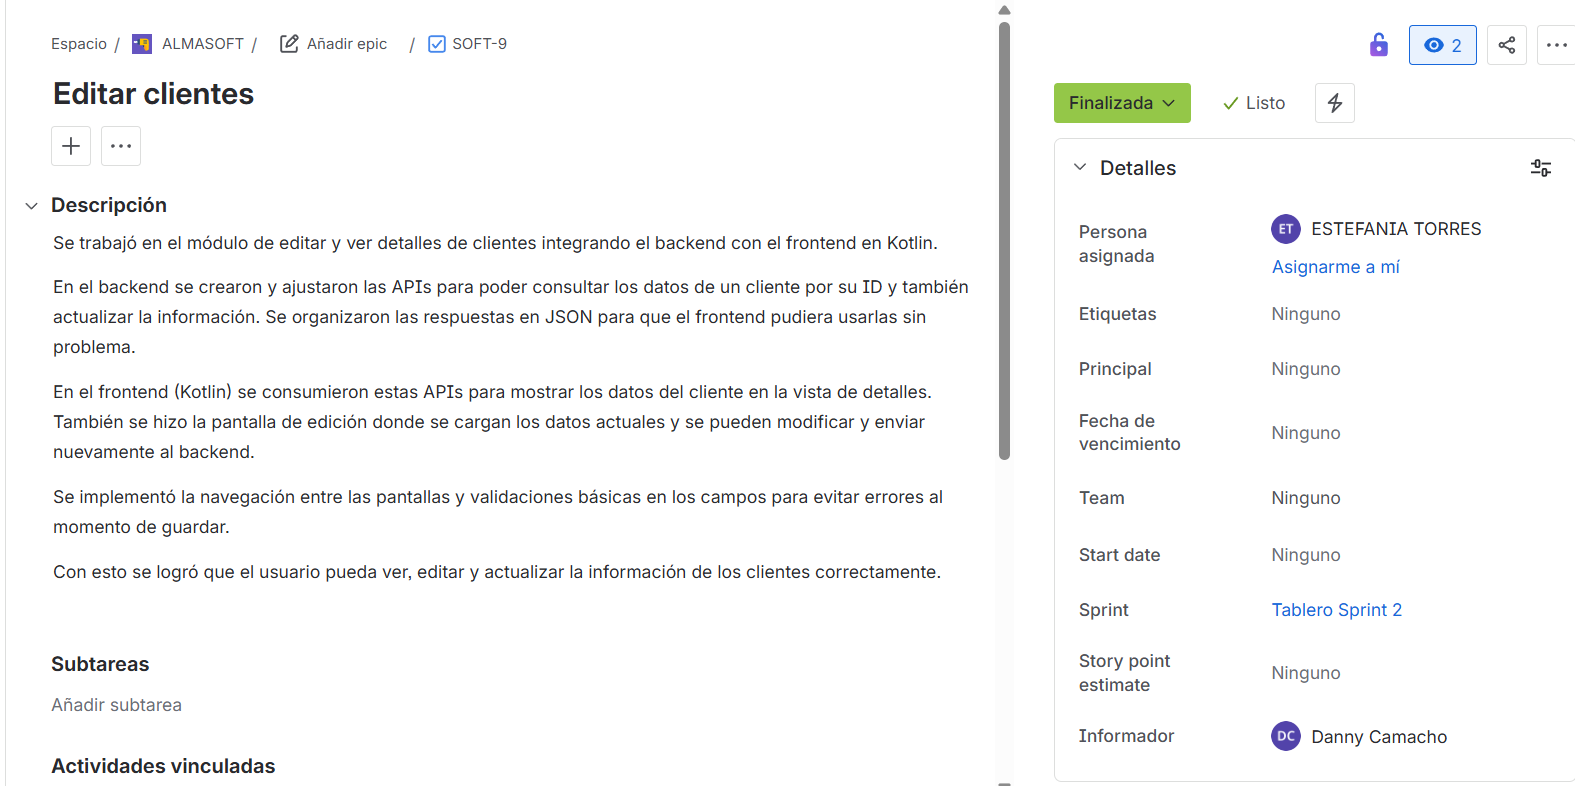 Espacio / ALMASOFT / Añadir epic / SOFT-9
2
Editar clientes
Finalizada
Listo
Descripción
Se trabajó en el módulo de editar y ver detalles de clientes integrando el backend con el frontend en Kotlin.
En el backend se crearon y ajustaron las APIs para poder consultar los datos de un cliente por su ID y también
actualizar la información. Se organizaron las respuestas en JSON para que el frontend pudiera usarlas sin
problema.
En el frontend (Kotlin) se consumieron estas APIs para mostrar los datos del cliente en la vista de detalles.
También se hizo la pantalla de edición donde se cargan los datos actuales y se pueden modificar y enviar
nuevamente al backend.
Se implementó la navegación entre las pantallas y validaciones básicas en los campos para evitar errores al
momento de guardar.
Con esto se logró que el usuario pueda ver, editar y actualizar la información de los clientes correctamente.
Subtareas
Añadir subtarea
Actividades vinculadas
Detalles
Persona
asignada
ET ESTEFANIA TORRES
Asignarme a mí
Etiquetas
Ninguno
Principal
Ninguno
Fecha de
vencimiento
Ninguno
Team
Ninguno
Start date
Ninguno
Sprint
Tablero Sprint 2
Story point
estimate
Ninguno
Informador
DC Danny Camacho